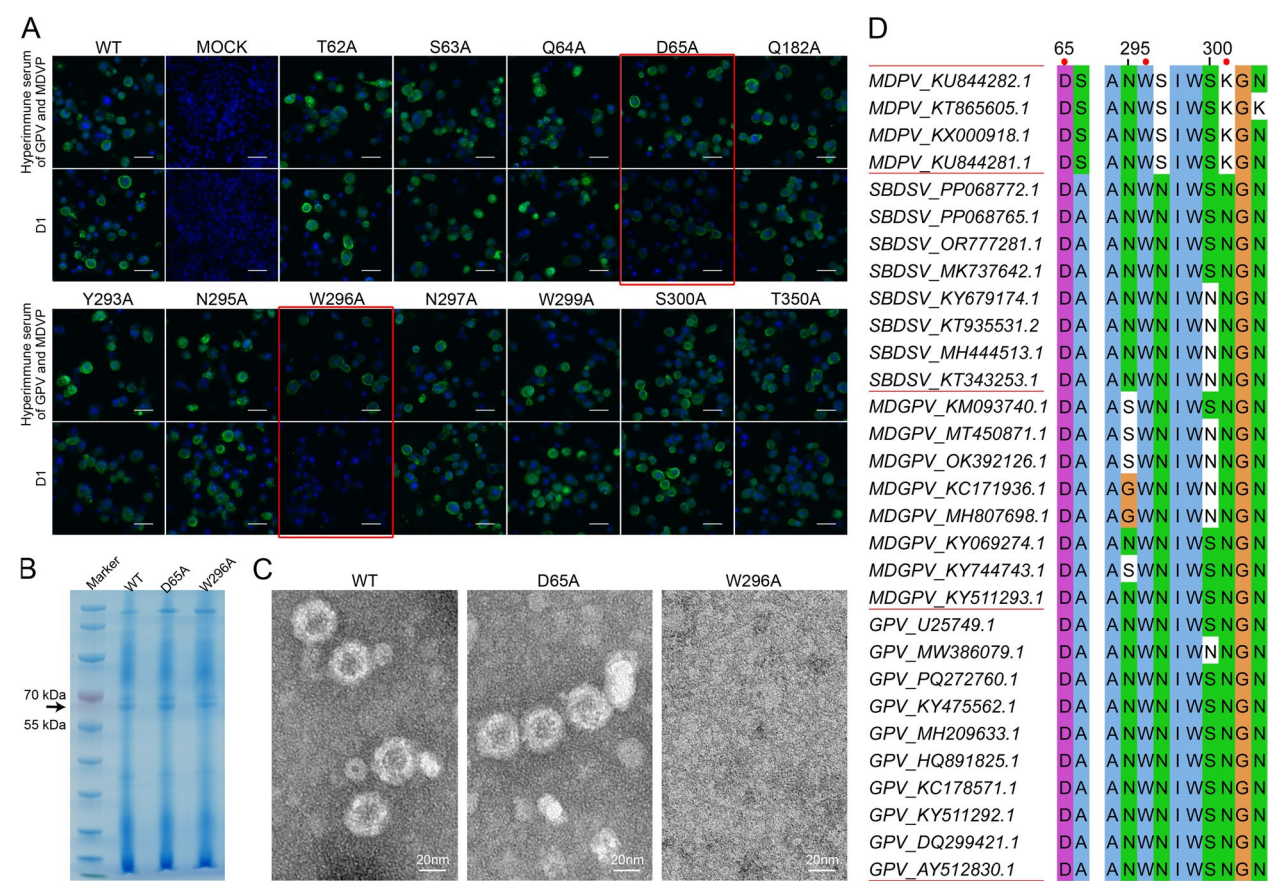 A
WT MOCK T62A S63A Q64A D65A Q182A
Hyperimmune serum
of GPV and MDVP
D1
Y293A N295A W296A N297A W299A S300A T350A
Hyperimmune serum
of GPV and MDVP
D1
B
Marker WT D65A W296A
70 kDa
55 kDa
C
WT D65A W296A
20nm 20nm 20nm
D
65 295 300
MDPV_KU844282.1 D S A N W S I W S K G N
MDPV_KT865605.1 D S A N W S I W S K G K
MDPV_KX000918.1 D S A N W S I W S K G N
MDPV_KU844281.1 D S A N W S I W S K G N
SBDSV_PP068772.1 D A A N W N I W S N G N
SBDSV_PP068765.1 D A A N W N I W S N G N
SBDSV_OR777281.1 D A A N W N I W S N G N
SBDSV_MK737642.1 D A A N W N I W S N G N
SBDSV_KY679174.1 D A A N W N I W N N G N
SBDSV_KT935531.2 D A A N W N I W N N G N
SBDSV_MH444513.1 D A A N W N I W N N G N
SBDSV_KT343253.1 D A A N W N I W N N G N
MDGPV_KM093740.1 D A A S W N I W S N G N
MDGPV_MT450871.1 D A A S W N I W N N G N
MDGPV_OK392126.1 D A A S W N I W N N G N
MDGPV_KC171936.1 D A A G W N I W N N G N
MDGPV_MH807698.1 D A A G W N I W N N G N
MDGPV_KY069274.1 D A A N W N I W S N G N
MDGPV_KY744743.1 D A A S W N I W S N G N
MDGPV_KY511293.1 D A A N W N I W S N G N
GPV_U25749.1 D A A N W N I W S N G N
GPV_MW386079.1 D A A N W N I W N N G N
GPV_PQ272760.1 D A A N W N I W S N G N
GPV_KY475562.1 D A A N W N I W S N G N
GPV_MH209633.1 D A A N W N I W S N G N
GPV_HQ891825.1 D A A N W N I W S N G N
GPV_KC178571.1 D A A N W N I W S N G N
GPV_KY511292.1 D A A N W N I W S N G N
GPV_DQ299421.1 D A A N W N I W S N G N
GPV_AY512830.1 D A A N W N I W S N G N